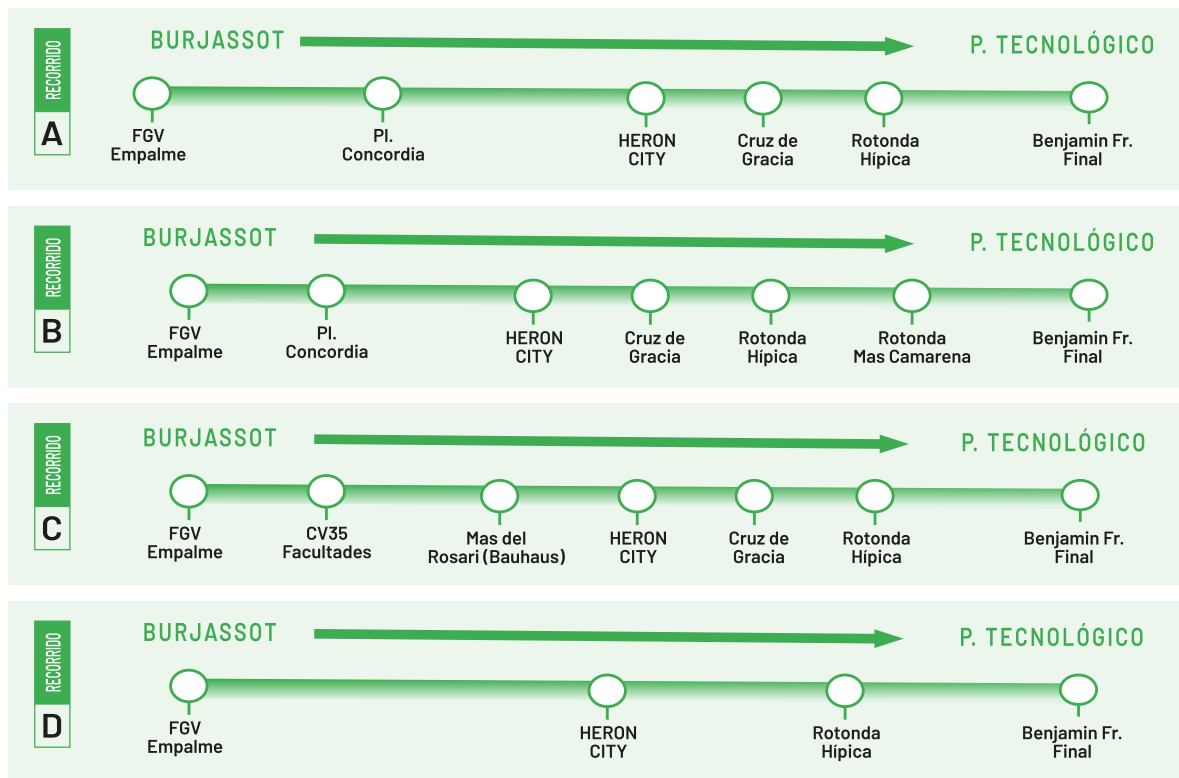 RECORRIDO
A
BURJASSOT
P. TECNOLÓGICO
FGV
Empalme
Pl.
Concordia
HERON
CITY
Cruz de
Gracia
Rotonda
Hípica
Benjamin Fr.
Final
RECORRIDO
B
BURJASSOT
P. TECNOLÓGICO
FGV
Empalme
Pl.
Concordia
HERON
CITY
Cruz de
Gracia
Rotonda
Hípica
Rotonda
Mas Camarena
Benjamin Fr.
Final
RECORRIDO
C
BURJASSOT
P. TECNOLÓGICO
FGV
Empalme
CV35
Facultades
Mas del
Rosari (Bauhaus)
HERON
CITY
Cruz de
Gracia
Rotonda
Hípica
Benjamin Fr.
Final
RECORRIDO
D
BURJASSOT
P. TECNOLÓGICO
FGV
Empalme
HERON
CITY
Rotonda
Hípica
Benjamin Fr.
Final